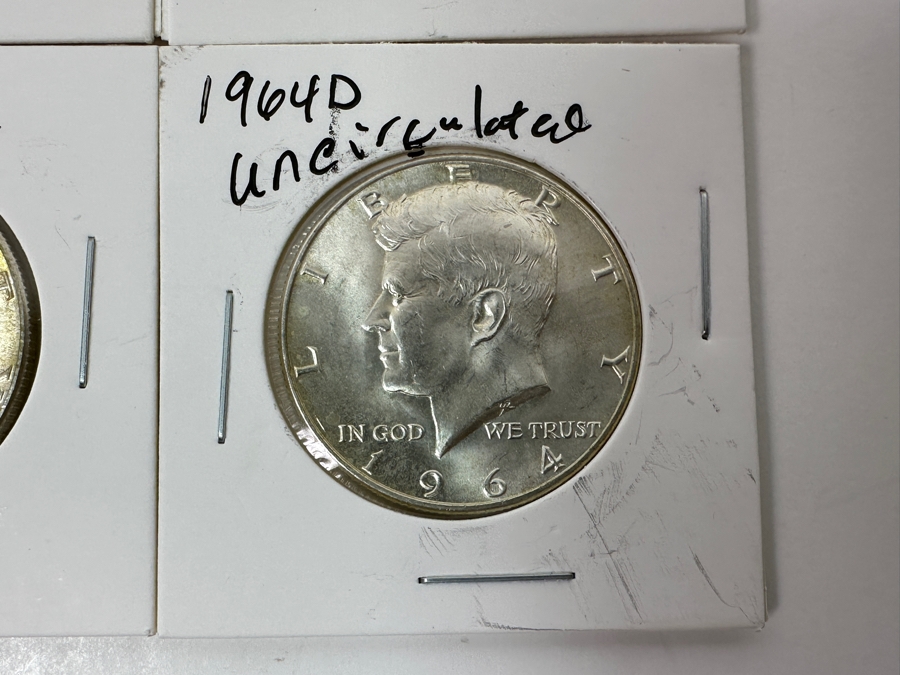 1964D
uncirculated
LIBERTY
IN GOD WE TRUST
1964